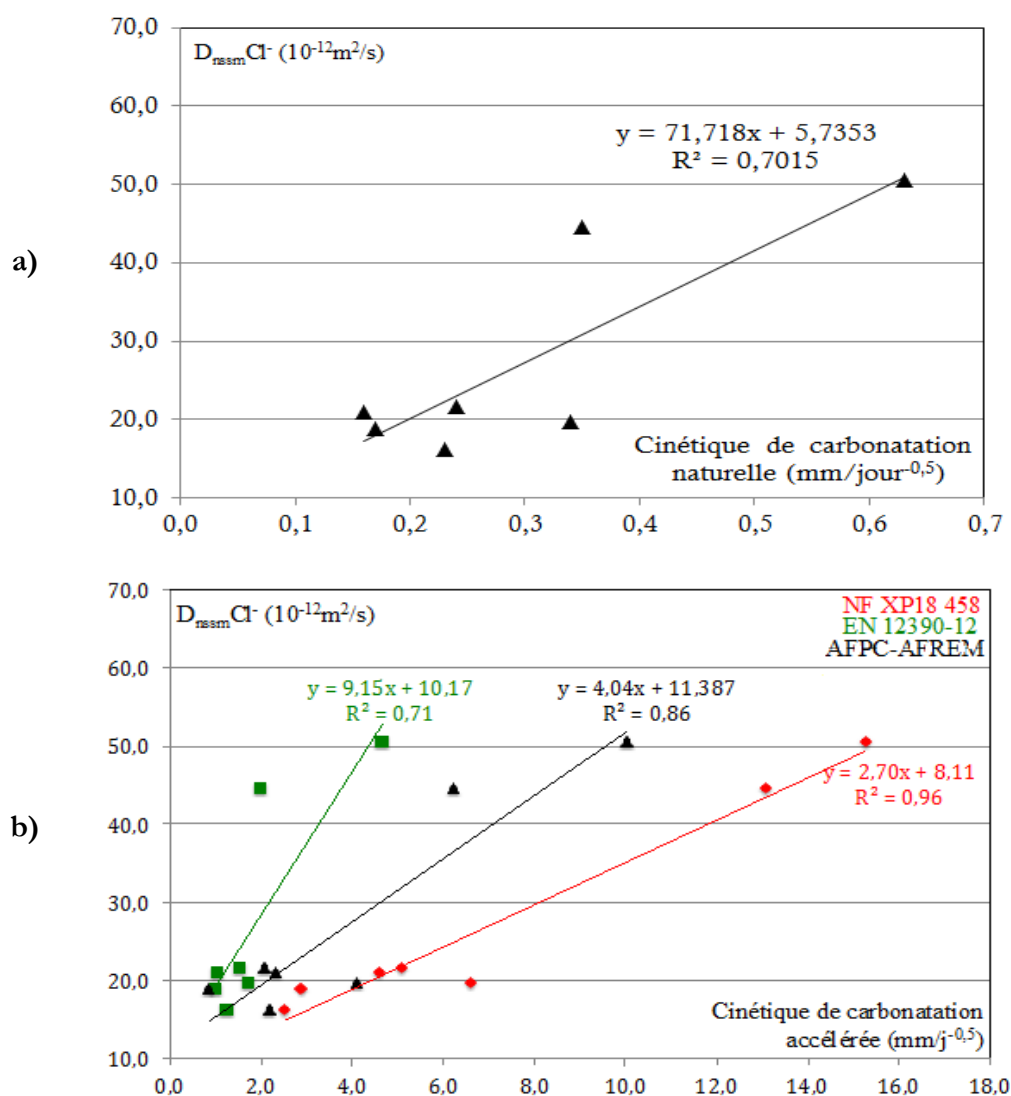 a)
70,0
60,0
50,0
40,0
30,0
20,0
10,0
DnssmCl- (10-12m2/s)
y = 71,718x + 5,7353
R² = 0,7015
Cinétique de carbonatation
naturelle (mm/jour-0,5)
0,0 0,1 0,2 0,3 0,4 0,5 0,6 0,7
b)
70,0
60,0
50,0
40,0
30,0
20,0
10,0
DnssmCl- (10-12m2/s)
NF XP18 458
EN 12390-12
AFPC-AFREM
y = 9,15x + 10,17
R² = 0,71
y = 4,04x + 11,387
R² = 0,86
y = 2,70x + 8,11
R² = 0,96
Cinétique de carbonatation
accélérée (mm/j-0,5)
0,0 2,0 4,0 6,0 8,0 10,0 12,0 14,0 16,0 18,0